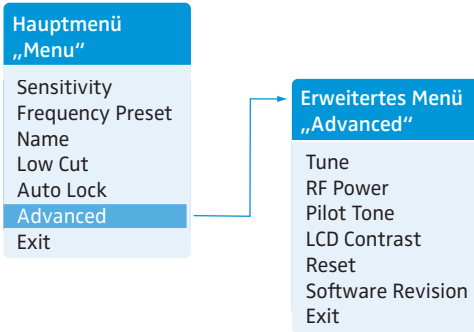 Hauptmenü
„Menu“
Sensitivity
Frequency Preset
Name
Low Cut
Auto Lock
Advanced
Exit
Erweitertes Menü
„Advanced“
Tune
RF Power
Pilot Tone
LCD Contrast
Reset
Software Revision
Exit